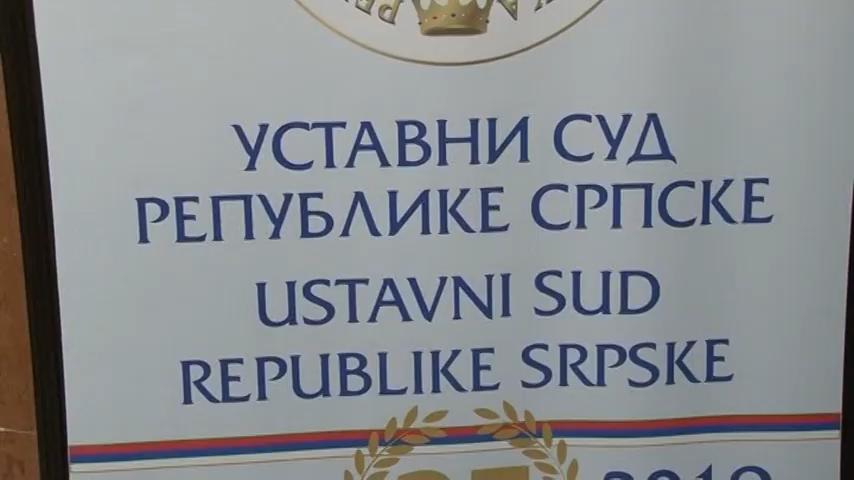 УСТАВНИ СУД
РЕПУБЛИКЕ СРПСКЕ
USTAVNI SUD
REPUBLIKE SRPSKE